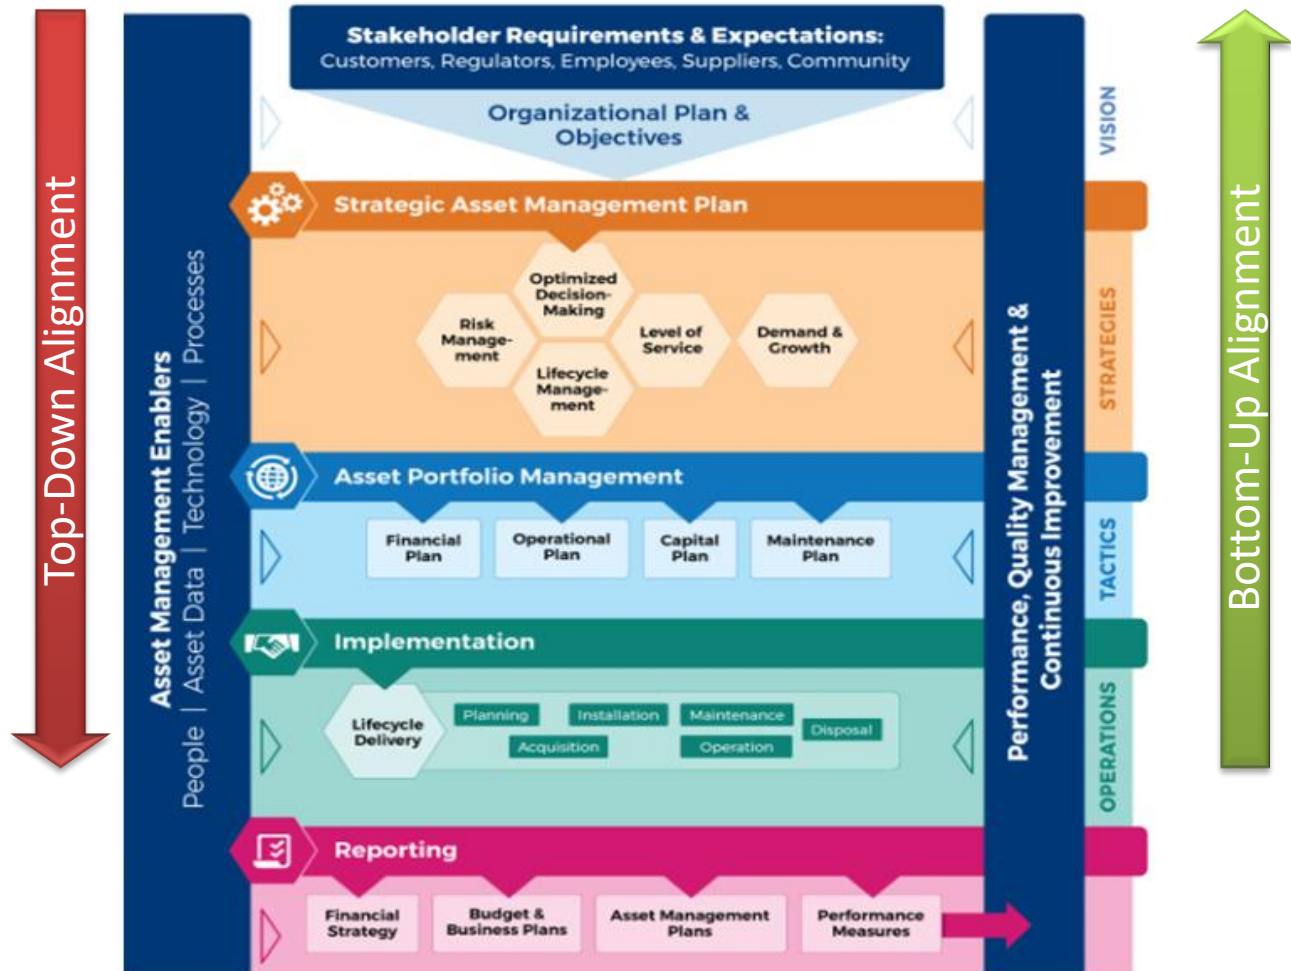 Top-Down Alignment
Asset Management Enablers
People | Asset Data | Technology | Processes
Stakeholder Requirements & Expectations:
Customers, Regulators, Employees, Suppliers, Community
Organizational Plan &
Objectives
VISION
Strategic Asset Management Plan
Optimized
Decision-
Making
Risk
Manage-
ment
Lifecycle
Manage-
ment
Level of
Service
Demand &
Growth
STRATEGIES
Asset Portfolio Management
Financial
Plan
Operational
Plan
Capital
Plan
Maintenance
Plan
TACTICS
Implementation
Lifecycle
Delivery
Planning
Acquisition
Installation
Maintenance
Operation
Disposal
OPERATIONS
Reporting
Financial
Strategy
Budget &
Business Plans
Asset Management
Plans
Performance
Measures
Performance, Quality Management &
Continuous Improvement
Bottom-Up Alignment